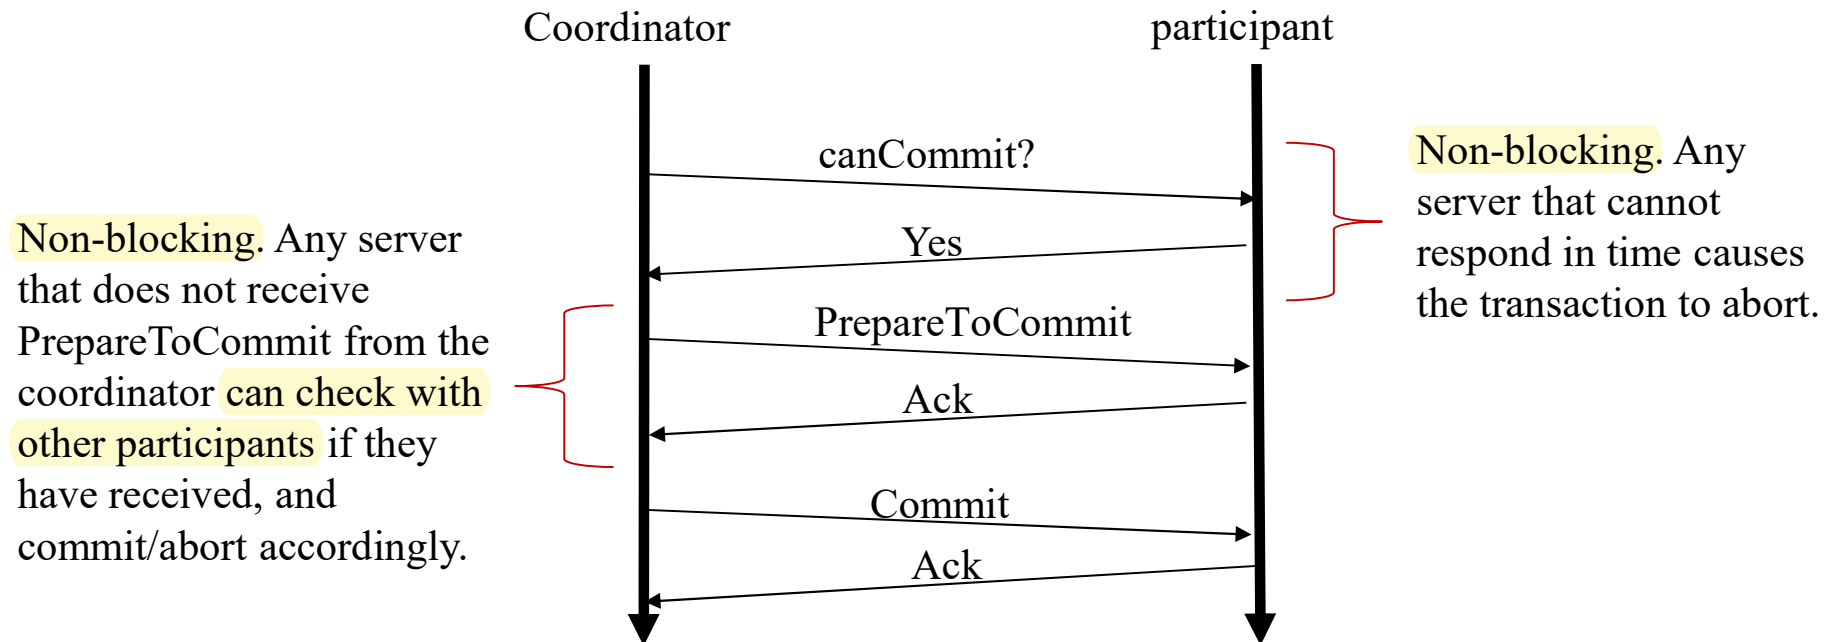 Coordinator
participant
canCommit?
Yes
PrepareToCommit
Ack
Commit
Ack
Non-blocking. Any server
that does not receive
PrepareToCommit from the
coordinator can check with
other participants if they
have received, and
commit/abort accordingly.
Non-blocking. Any
server that cannot
respond in time causes
the transaction to abort.